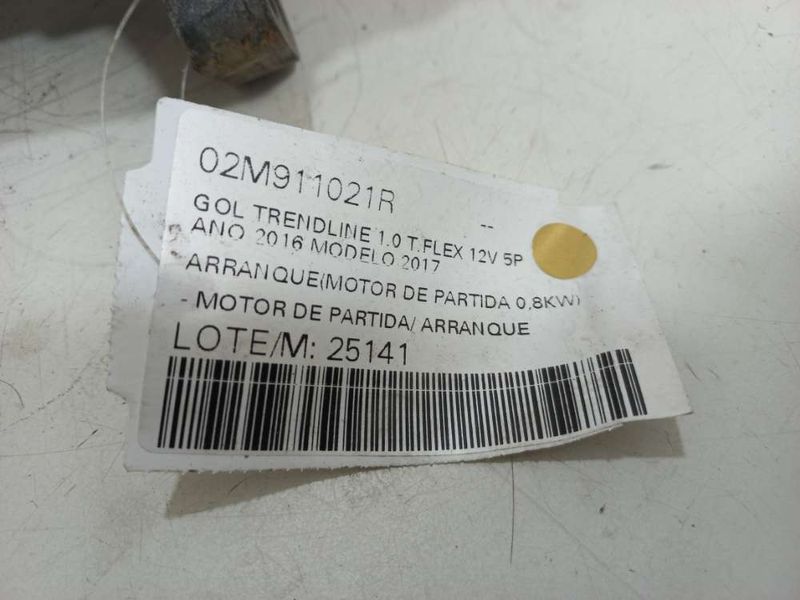 02M911021R
--
GOL TRENDLINE 1.0 T.FLEX 12V 5P
ANO 2016 MODELO 2017
ARRANQUE(MOTOR DE PARTIDA 0,8KW)
- MOTOR DE PARTIDA/ ARRANQUE
LOTE/M: 25141